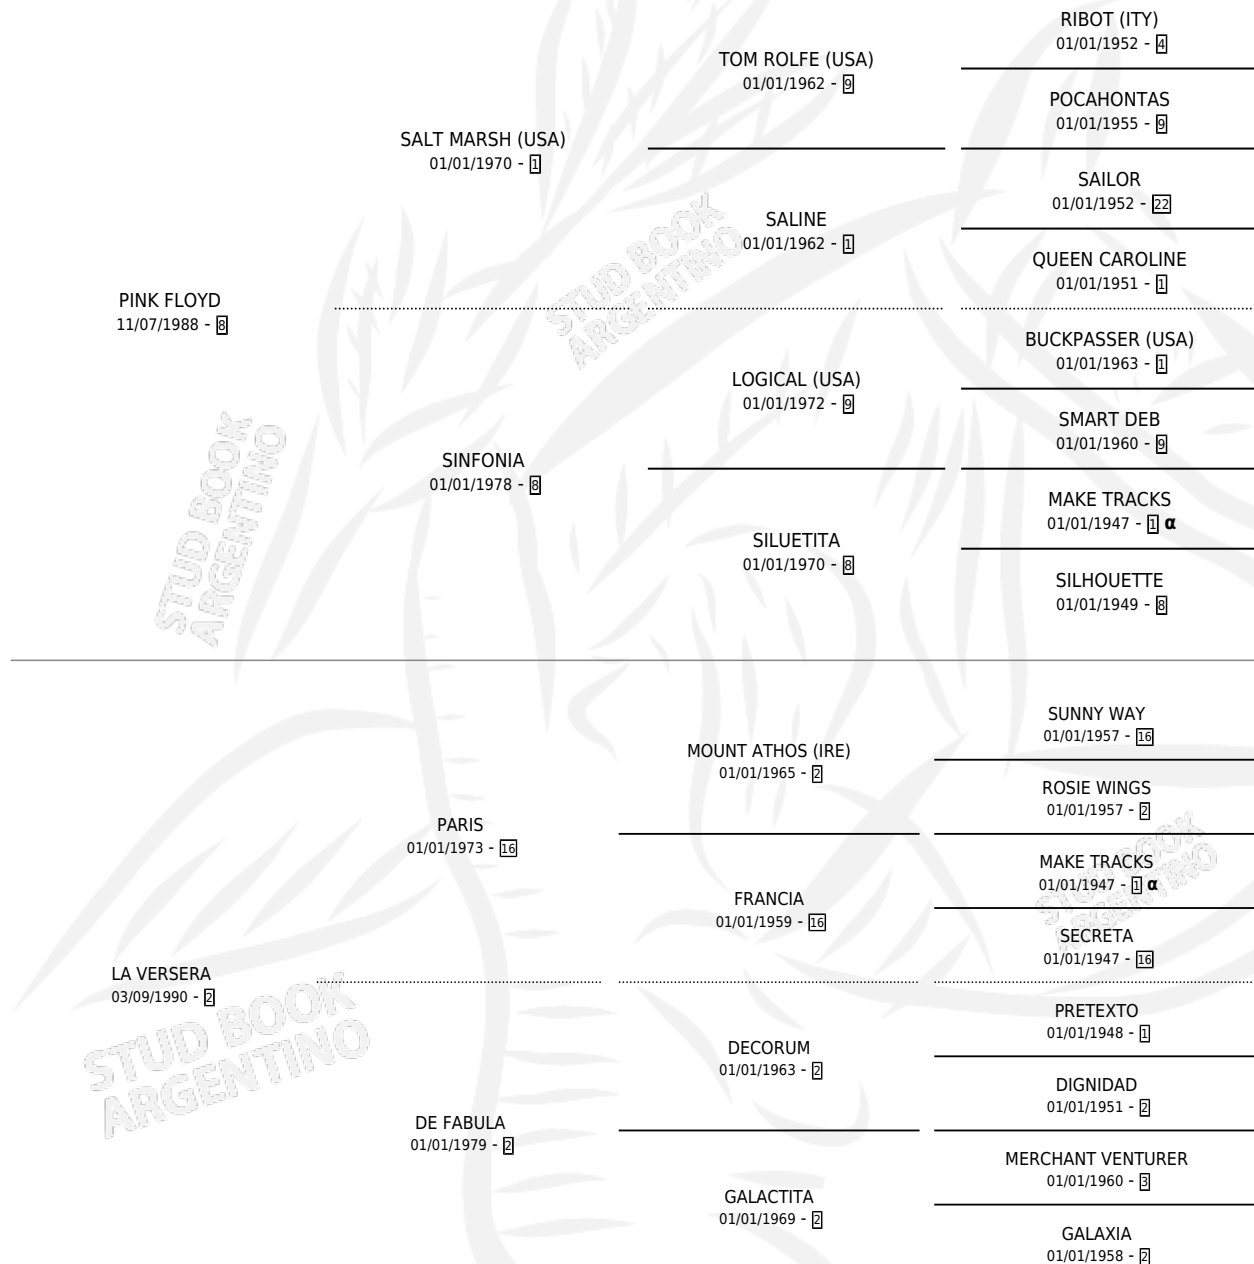 RIBOT (ITY)
01/01/1952 - 4
TOM ROLFE (USA)
01/01/1962 - 9
POCAHONTAS
01/01/1955 - 9
SALT MARSH (USA)
01/01/1970 - 1
SAILOR
01/01/1952 - 22
SALINE
01/01/1962 - 1
QUEEN CAROLINE
01/01/1951 - 1
PINK FLOYD
11/07/1988 - 8
BUCKPASSER (USA)
01/01/1963 - 1
LOGICAL (USA)
01/01/1972 - 9
SMART DEB
01/01/1960 - 9
SINFONIA
01/01/1978 - 8
MAKE TRACKS
01/01/1947 - 1 α
SILUETITA
01/01/1970 - 8
SILHOUETTE
01/01/1949 - 8
SUNNY WAY
01/01/1957 - 16
MOUNT ATHOS (IRE)
01/01/1965 - 2
ROSIE WINGS
01/01/1957 - 2
PARIS
01/01/1973 - 16
MAKE TRACKS
01/01/1947 - 1 α
FRANCIA
01/01/1959 - 16
SECRETA
01/01/1947 - 16
LA VERSERA
03/09/1990 - 2
PRETEXTO
01/01/1948 - 1
DECORUM
01/01/1963 - 2
DIGNIDAD
01/01/1951 - 2
DE FABULA
01/01/1979 - 2
MERCHANT VENTURER
01/01/1960 - 3
GALACTITA
01/01/1969 - 2
GALAXIA
01/01/1958 - 2
STUD BOOK
ARGENTINO
STUD BOOK
ARGENTINO
STUD BOOK
ARGENTINO
STUD BOOK
ARGENTINO